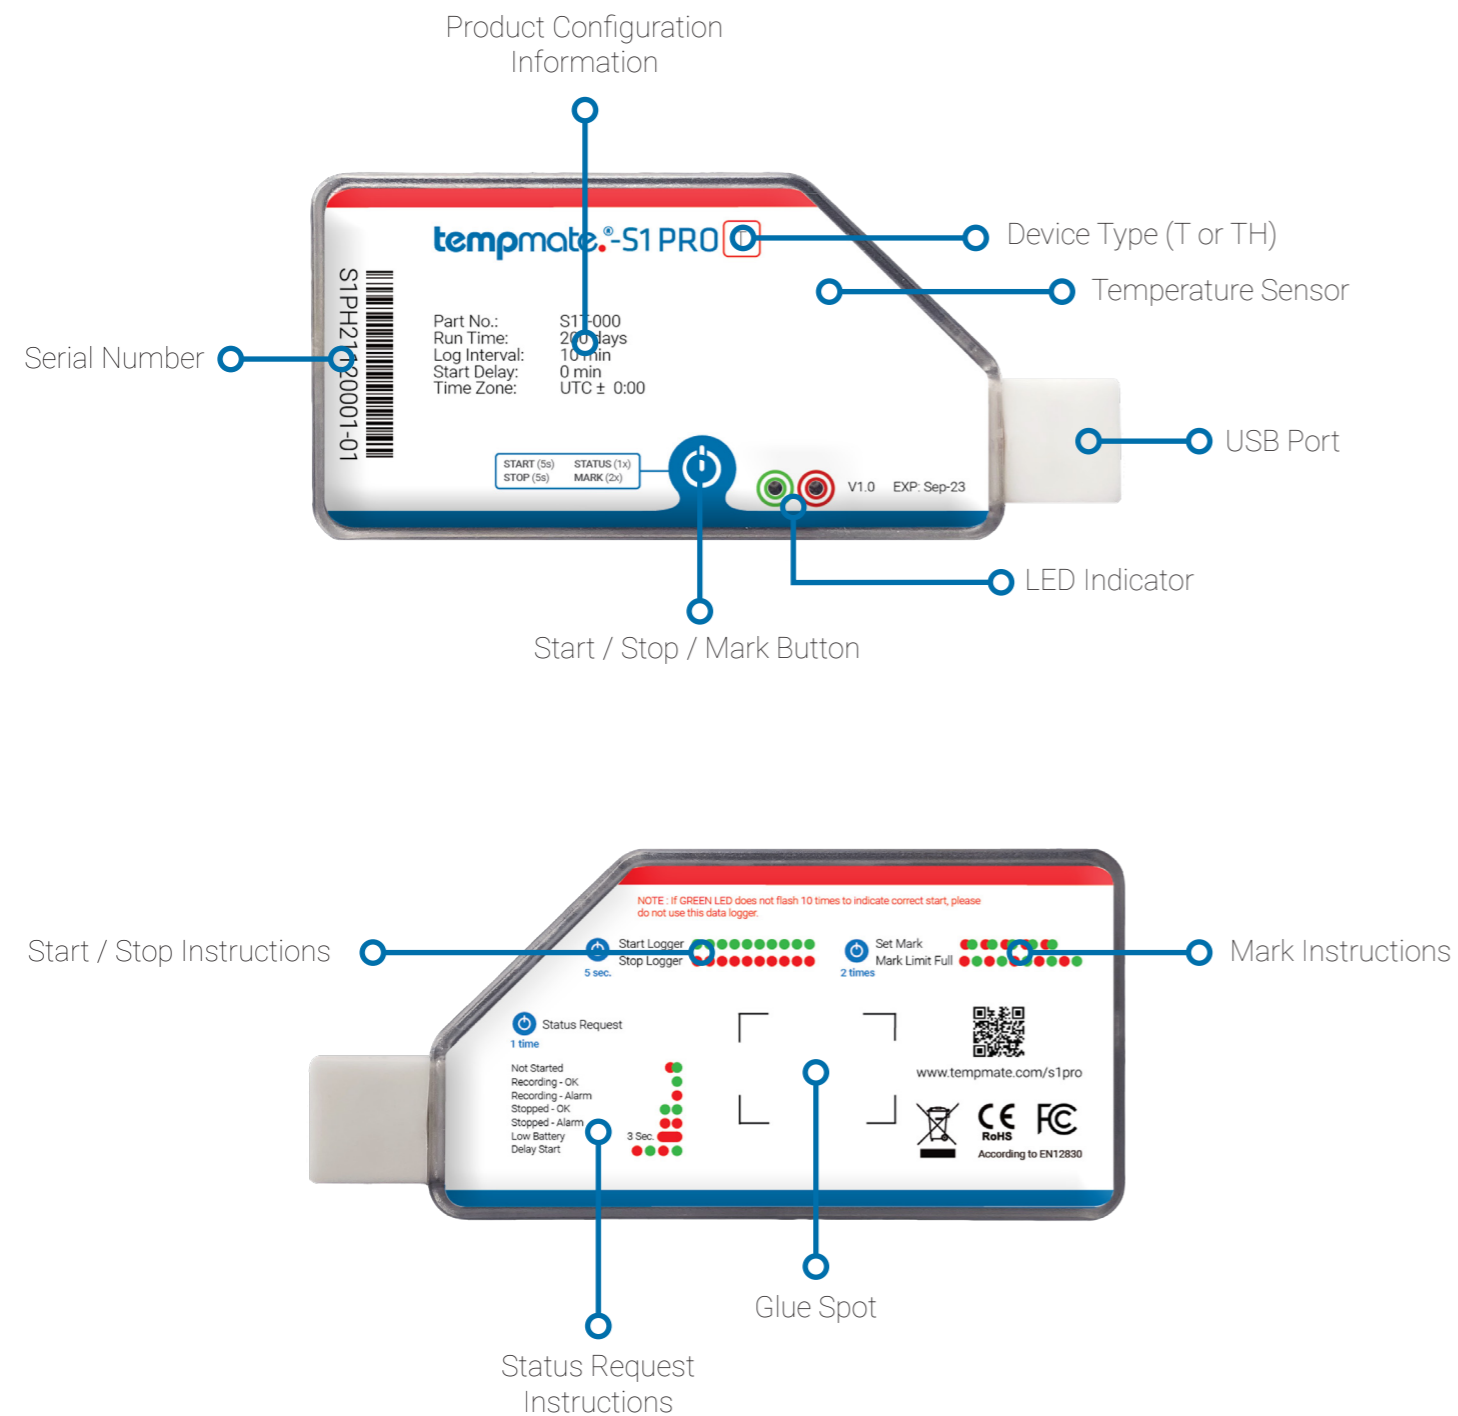 Product Configuration
Information
tempmate.®-S1 PRO T
Device Type (T or TH)
Temperature Sensor
Serial Number
Part No.: S1T-000
Run Time: 200 days
Log Interval: 10 min
Start Delay: 0 min
Time Zone: UTC ± 0:00
USB Port
START (5s) STATUS (1x)
STOP (5s) MARK (2x)
V1.0 EXP: Sep-23
LED Indicator
Start / Stop / Mark Button
NOTE : If GREEN LED does not flash 10 times to indicate correct start, please
do not use this data logger.
Start / Stop Instructions
Start Logger
Stop Logger
5 sec.
Set Mark
Mark Limit Full
2 times
Mark Instructions
Status Request
1 time
Not Started
Recording - OK
Recording - Alarm
Stopped - OK
Stopped - Alarm
Low Battery 3 Sec.
Delay Start
www.tempmate.com/s1pro
CE
RoHS
FC
According to EN12830
Glue Spot
Status Request
Instructions